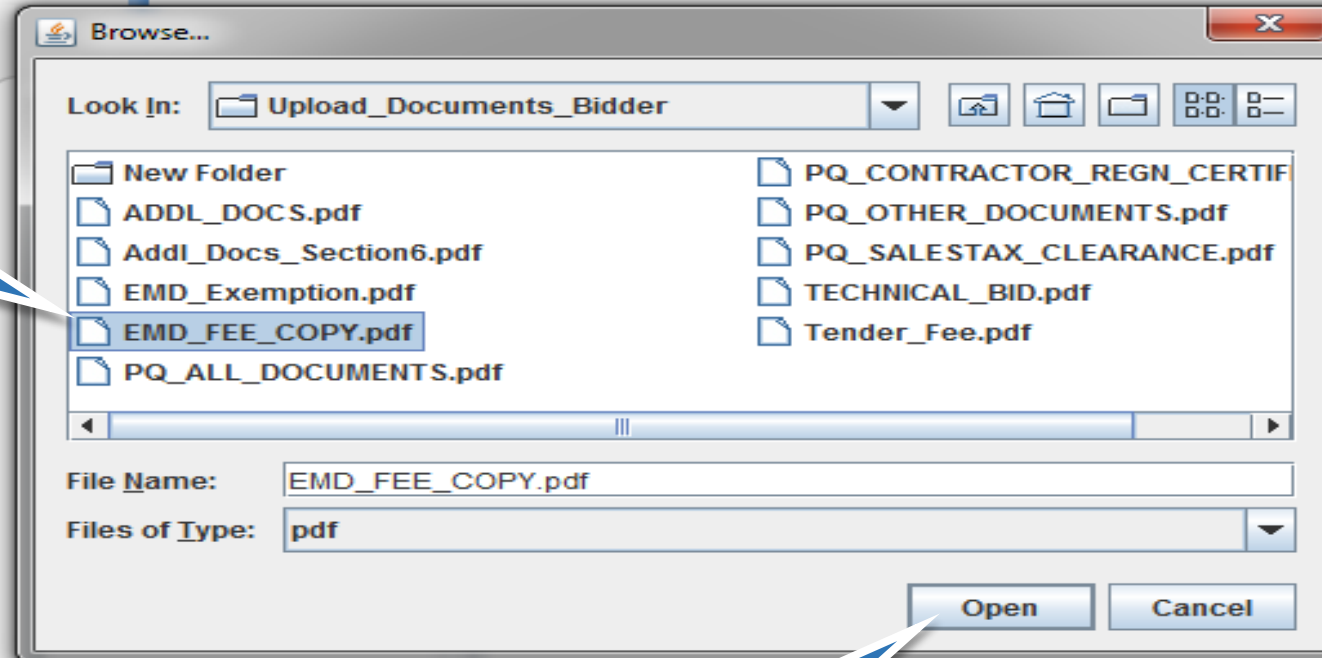 Browse...
Look In: Upload_Documents_Bidder
New Folder
ADDL_DOCS.pdf
Addl_Docs_Section6.pdf
EMD_Exemption.pdf
EMD_FEE_COPY.pdf
PQ_ALL_DOCUMENTS.pdf
PQ_CONTRACTOR_REGN_CERTIF
PQ_OTHER_DOCUMENTS.pdf
PQ_SALESTAX_CLEARANCE.pdf
TECHNICAL_BID.pdf
Tender_Fee.pdf
File Name: EMD_FEE_COPY.pdf
Files of Type: pdf
Open Cancel